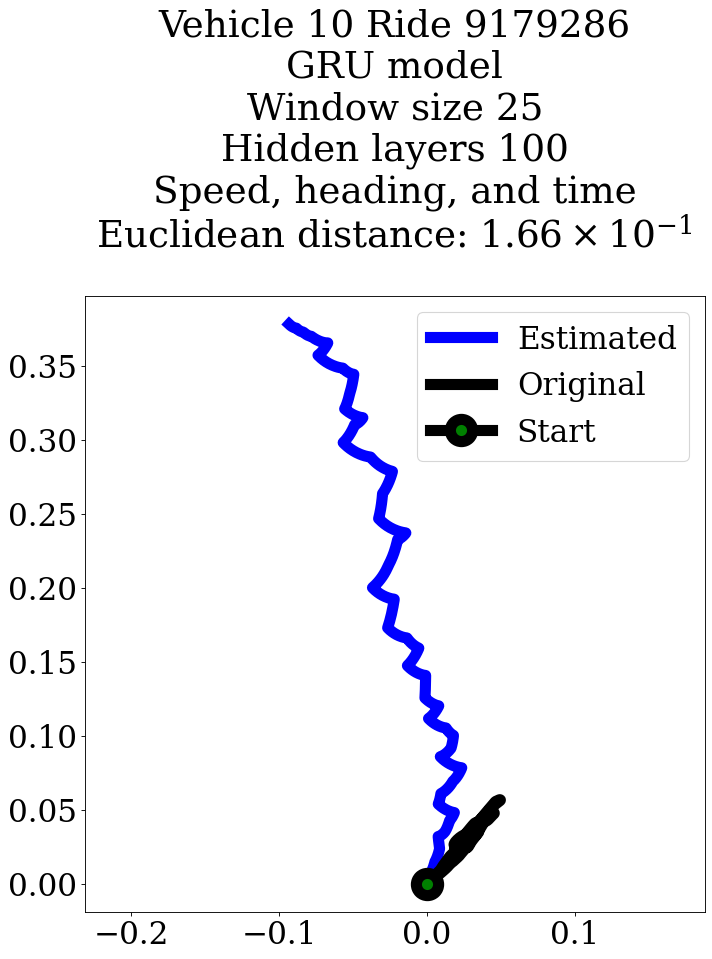 Vehicle 10 Ride 9179286
GRU model
Window size 25
Hidden layers 100
Speed, heading, and time
Euclidean distance: 1.66 × 10⁻¹
Estimated
Original
Start
0.35
0.30
0.25
0.20
0.15
0.10
0.05
0.00
−0.2 −0.1 0.0 0.1